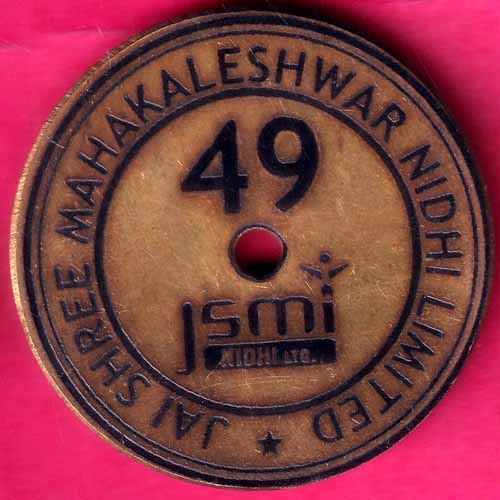 JAI SHREE MAHAKALESHWAR NIDHI LIMITED
49
JSMI
NIDHI LTD.